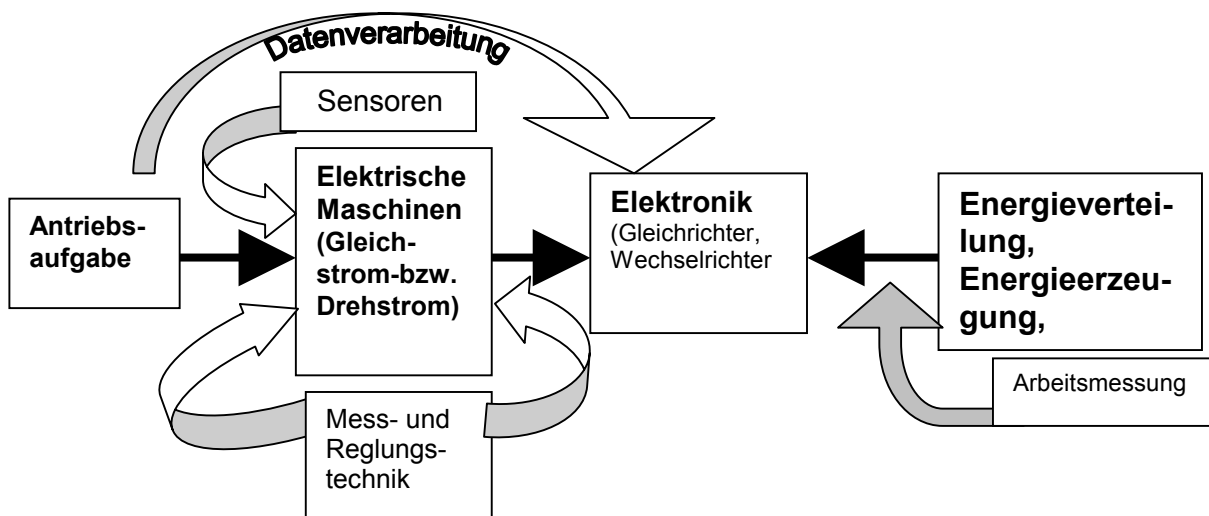 Datenverarbeitung
Sensoren
Antriebs-
aufgabe
Elektrische
Maschinen
(Gleich-
strom-bzw.
Drehstrom)
Elektronik
(Gleichrichter,
Wechselrichter
Energievertei-
lung,
Energieerzeu-
gung,
Arbeitsmessung
Mess- und
Reglungs-
technik